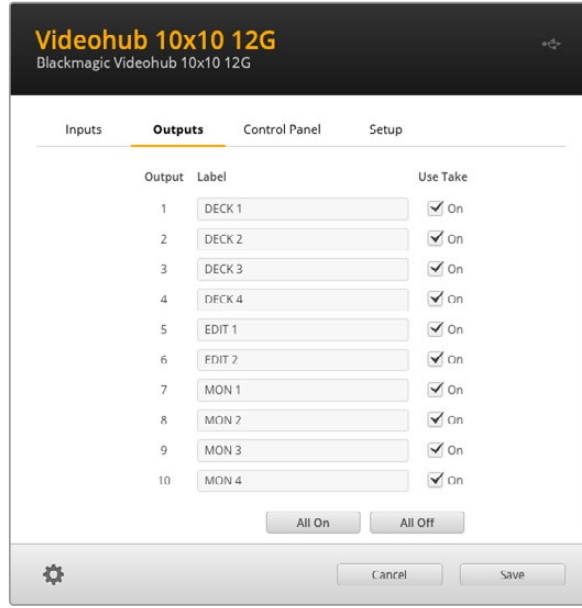 Videohub 10x10 12G
Blackmagic Videohub 10x10 12G
Inputs Outputs Control Panel Setup
Output Label Use Take
1 DECK 1 On
2 DECK 2 On
3 DECK 3 On
4 DECK 4 On
5 EDIT 1 On
6 EDIT 2 On
7 MON 1 On
8 MON 2 On
9 MON 3 On
10 MON 4 On
All On All Off
Cancel Save